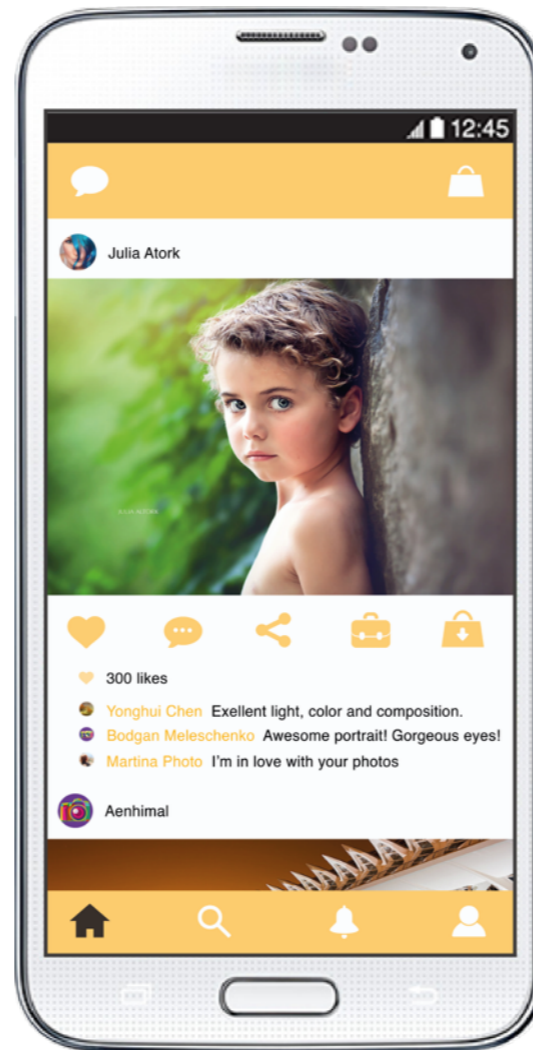 12:45
Julia Atork
300 likes
Yonghui Chen Exellent light, color and composition.
Bodgan Meleschenko Awesome portrait! Gorgeous eyes!
Martina Photo I'm in love with your photos
Aenhimal